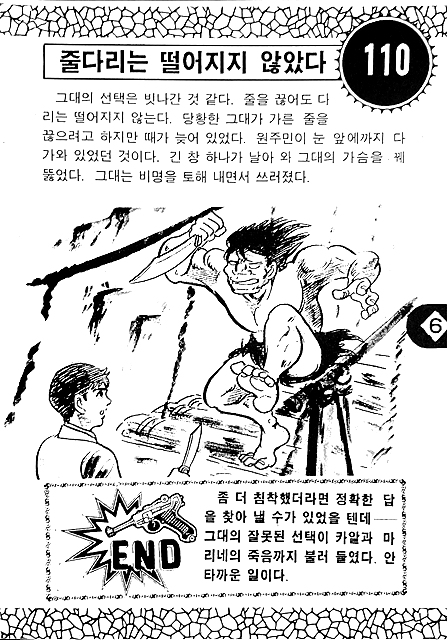 줄다리는 떨어지지 않았다
110
그대의 선택은 빗나간 것 같다. 줄을 끊어도 다
리는 떨어지지 않는다. 당황한 그대가 가른 줄을
끊으려고 하지만 때가 늦어 있었다. 원주민이 눈 앞에까지 다
가와 있었던 것이다. 긴 창 하나가 날아 와 그대의 가슴을 꿰
뚫었다. 그대는 비명을 토해 내면서 쓰러졌다.
6
좀 더 침착했더라면 정확한 답
을 찾아 낼 수가 있었을 텐데——
그대의 잘못된 선택이 카알과 마
리네의 죽음까지 불러 들였다. 안
타까운 일이다.
END